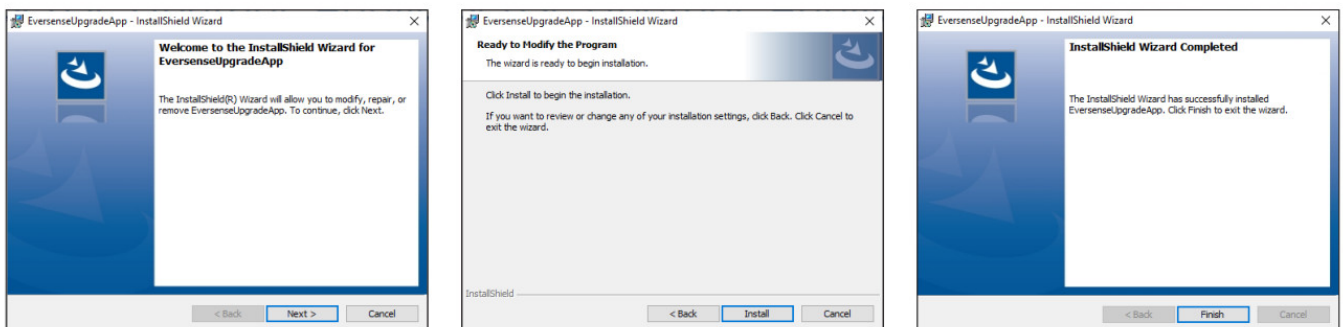 EversenseUpgradeApp - InstallShield Wizard
Welcome to the InstallShield Wizard for
EversenseUpgradeApp
The InstallShield(R) Wizard will allow you to modify, repair, or
remove EversenseUpgradeApp. To continue, click Next.
< Back
Next >
Cancel
EversenseUpgradeApp - InstallShield Wizard
Ready to Modify the Program
The wizard is ready to begin installation.
Click Install to begin the installation.
If you want to review or change any of your installation settings, click Back. Click Cancel to
exit the wizard.
InstallShield
< Back
Install
Cancel
EversenseUpgradeApp - InstallShield Wizard
InstallShield Wizard Completed
The InstallShield Wizard has successfully installed
EversenseUpgradeApp. Click Finish to exit the wizard.
< Back
Finish
Cancel